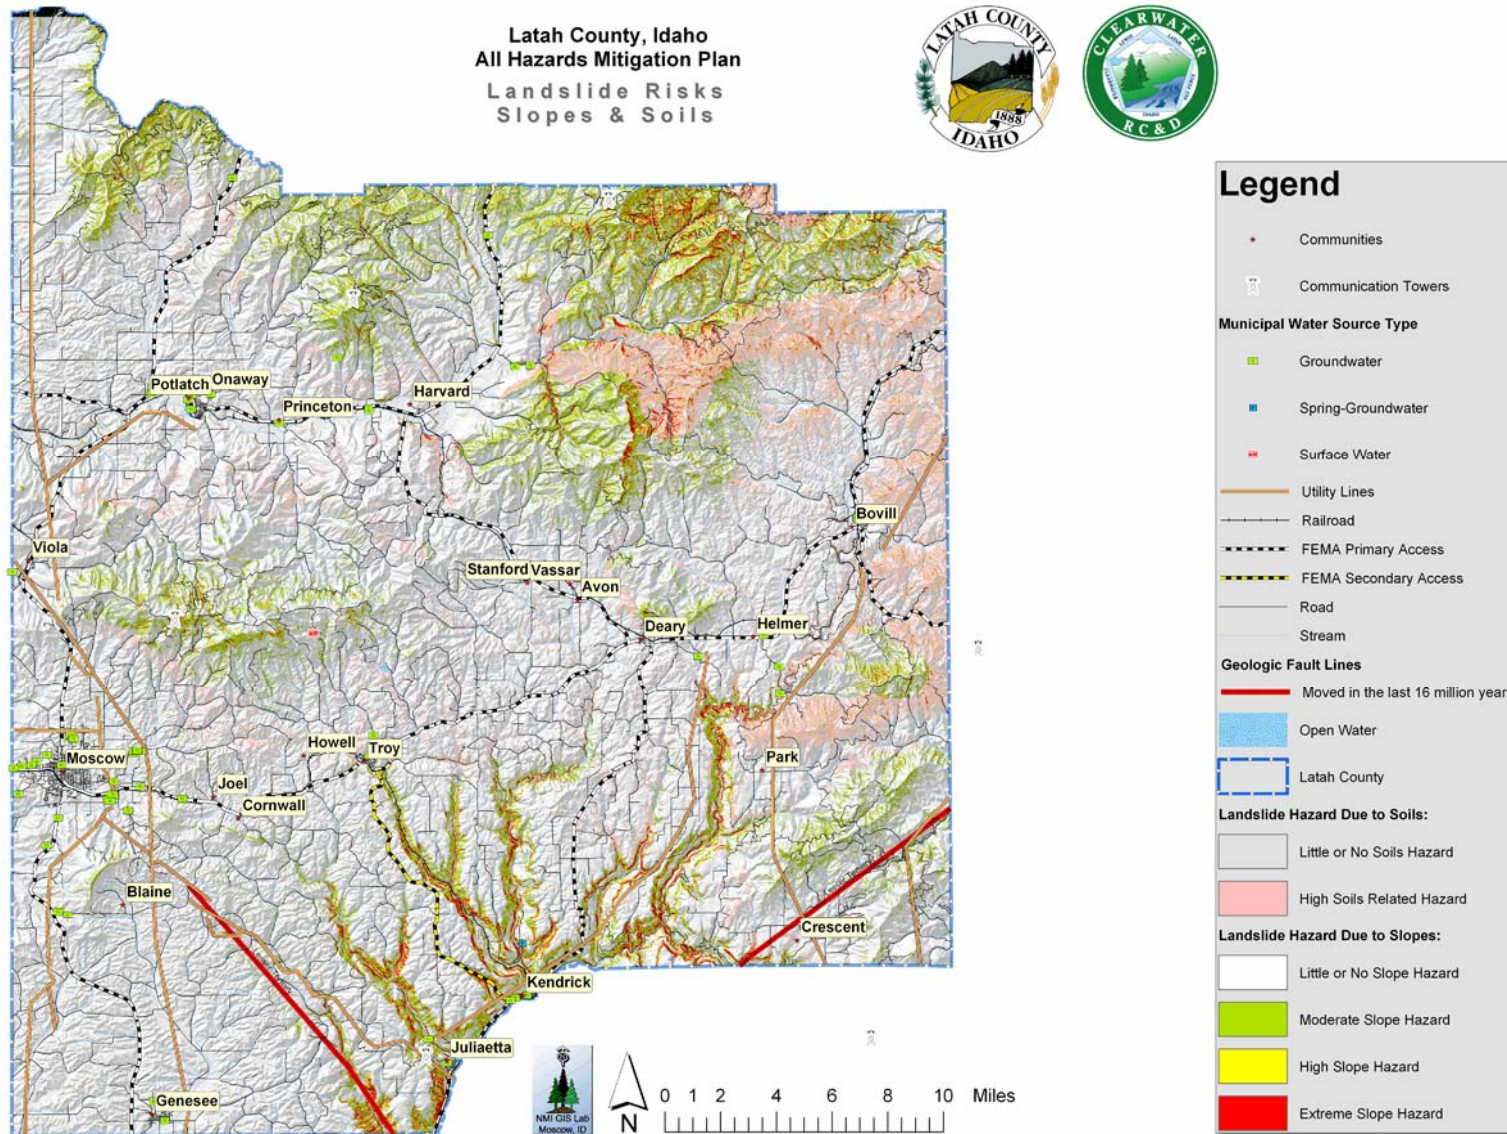 Latah County, Idaho
All Hazards Mitigation Plan
Landslide Risks
Slopes & Soils
LATAH COUNTY
1888
IDAHO
CLEARWATER
IDAHO
RC&D
Potlatch
Onaway
Princeton
Harvard
Viola
Bovill
Stanford
Vassar
Avon
Deary
Helmer
Howell
Troy
Moscow
Joel
Cornwall
Park
Blaine
Crescent
Kendrick
Juliaetta
Genesee
NMI GIS Lab
Moscow, ID
N
0 1 2 4 6 8 10 Miles
Legend
Communities
Communication Towers
Municipal Water Source Type
Groundwater
Spring-Groundwater
Surface Water
Utility Lines
Railroad
FEMA Primary Access
FEMA Secondary Access
Road
Stream
Geologic Fault Lines
Moved in the last 16 million year
Open Water
Latah County
Landslide Hazard Due to Soils:
Little or No Soils Hazard
High Soils Related Hazard
Landslide Hazard Due to Slopes:
Little or No Slope Hazard
Moderate Slope Hazard
High Slope Hazard
Extreme Slope Hazard